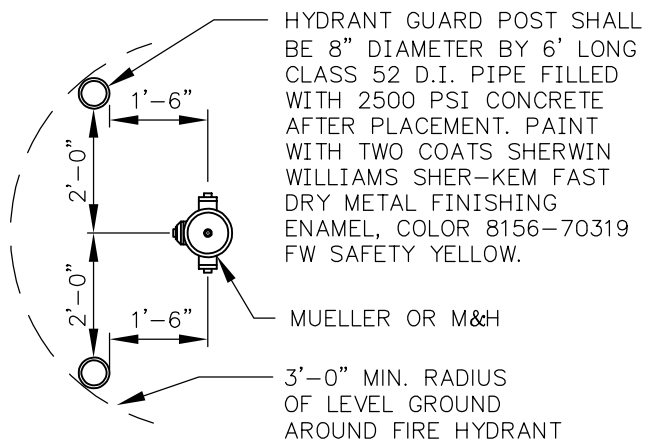 HYDRANT GUARD POST SHALL
BE 8" DIAMETER BY 6' LONG
CLASS 52 D.I. PIPE FILLED
WITH 2500 PSI CONCRETE
AFTER PLACEMENT. PAINT
WITH TWO COATS SHERWIN
WILLIAMS SHER-KEM FAST
DRY METAL FINISHING
ENAMEL, COLOR 8156-70319
FW SAFETY YELLOW.
1'-6"
2'-0"
2'-0"
1'-6"
MUELLER OR M&H
3'-0" MIN. RADIUS
OF LEVEL GROUND
AROUND FIRE HYDRANT